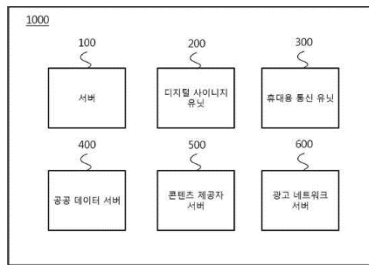 1000
100
200
300
서버
디지털 사이니지
유닛
휴대용 통신 유닛
400
500
600
공공 데이터 서버
콘텐츠 제공자
서버
광고 네트워크
서버